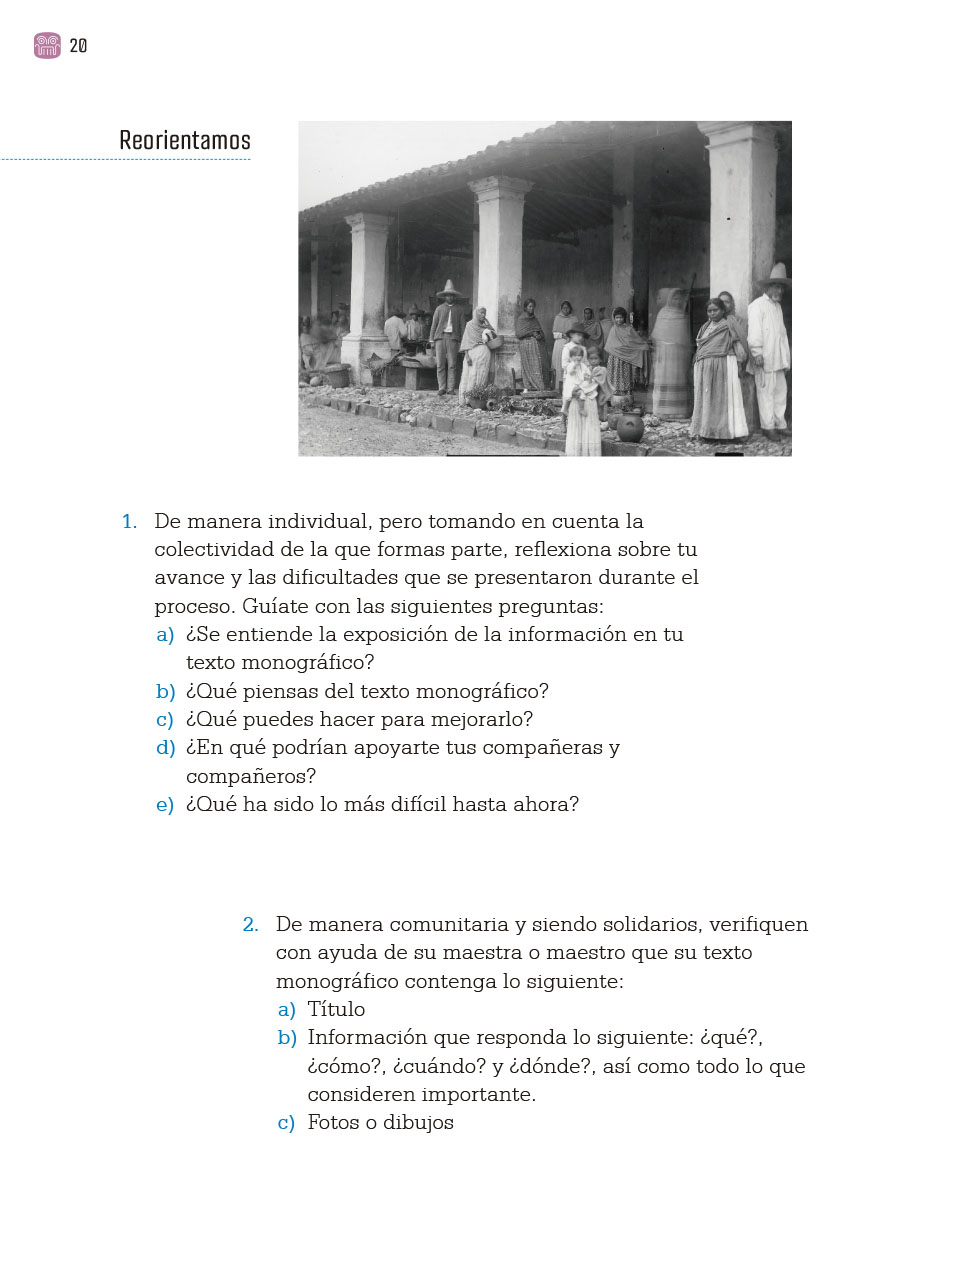 20
Reorientamos
1. De manera individual, pero tomando en cuenta la
colectividad de la que formas parte, reflexiona sobre tu
avance y las dificultades que se presentaron durante el
proceso. Guíate con las siguientes preguntas:
a) ¿Se entiende la exposición de la información en tu
texto monográfico?
b) ¿Qué piensas del texto monográfico?
c) ¿Qué puedes hacer para mejorarlo?
d) ¿En qué podrían apoyarte tus compañeras y
compañeros?
e) ¿Qué ha sido lo más difícil hasta ahora?
2. De manera comunitaria y siendo solidarios, verifiquen
con ayuda de su maestra o maestro que su texto
monográfico contenga lo siguiente:
a) Título
b) Información que responda lo siguiente: ¿qué?,
¿cómo?, ¿cuándo? y ¿dónde?, así como todo lo que
consideren importante.
c) Fotos o dibujos